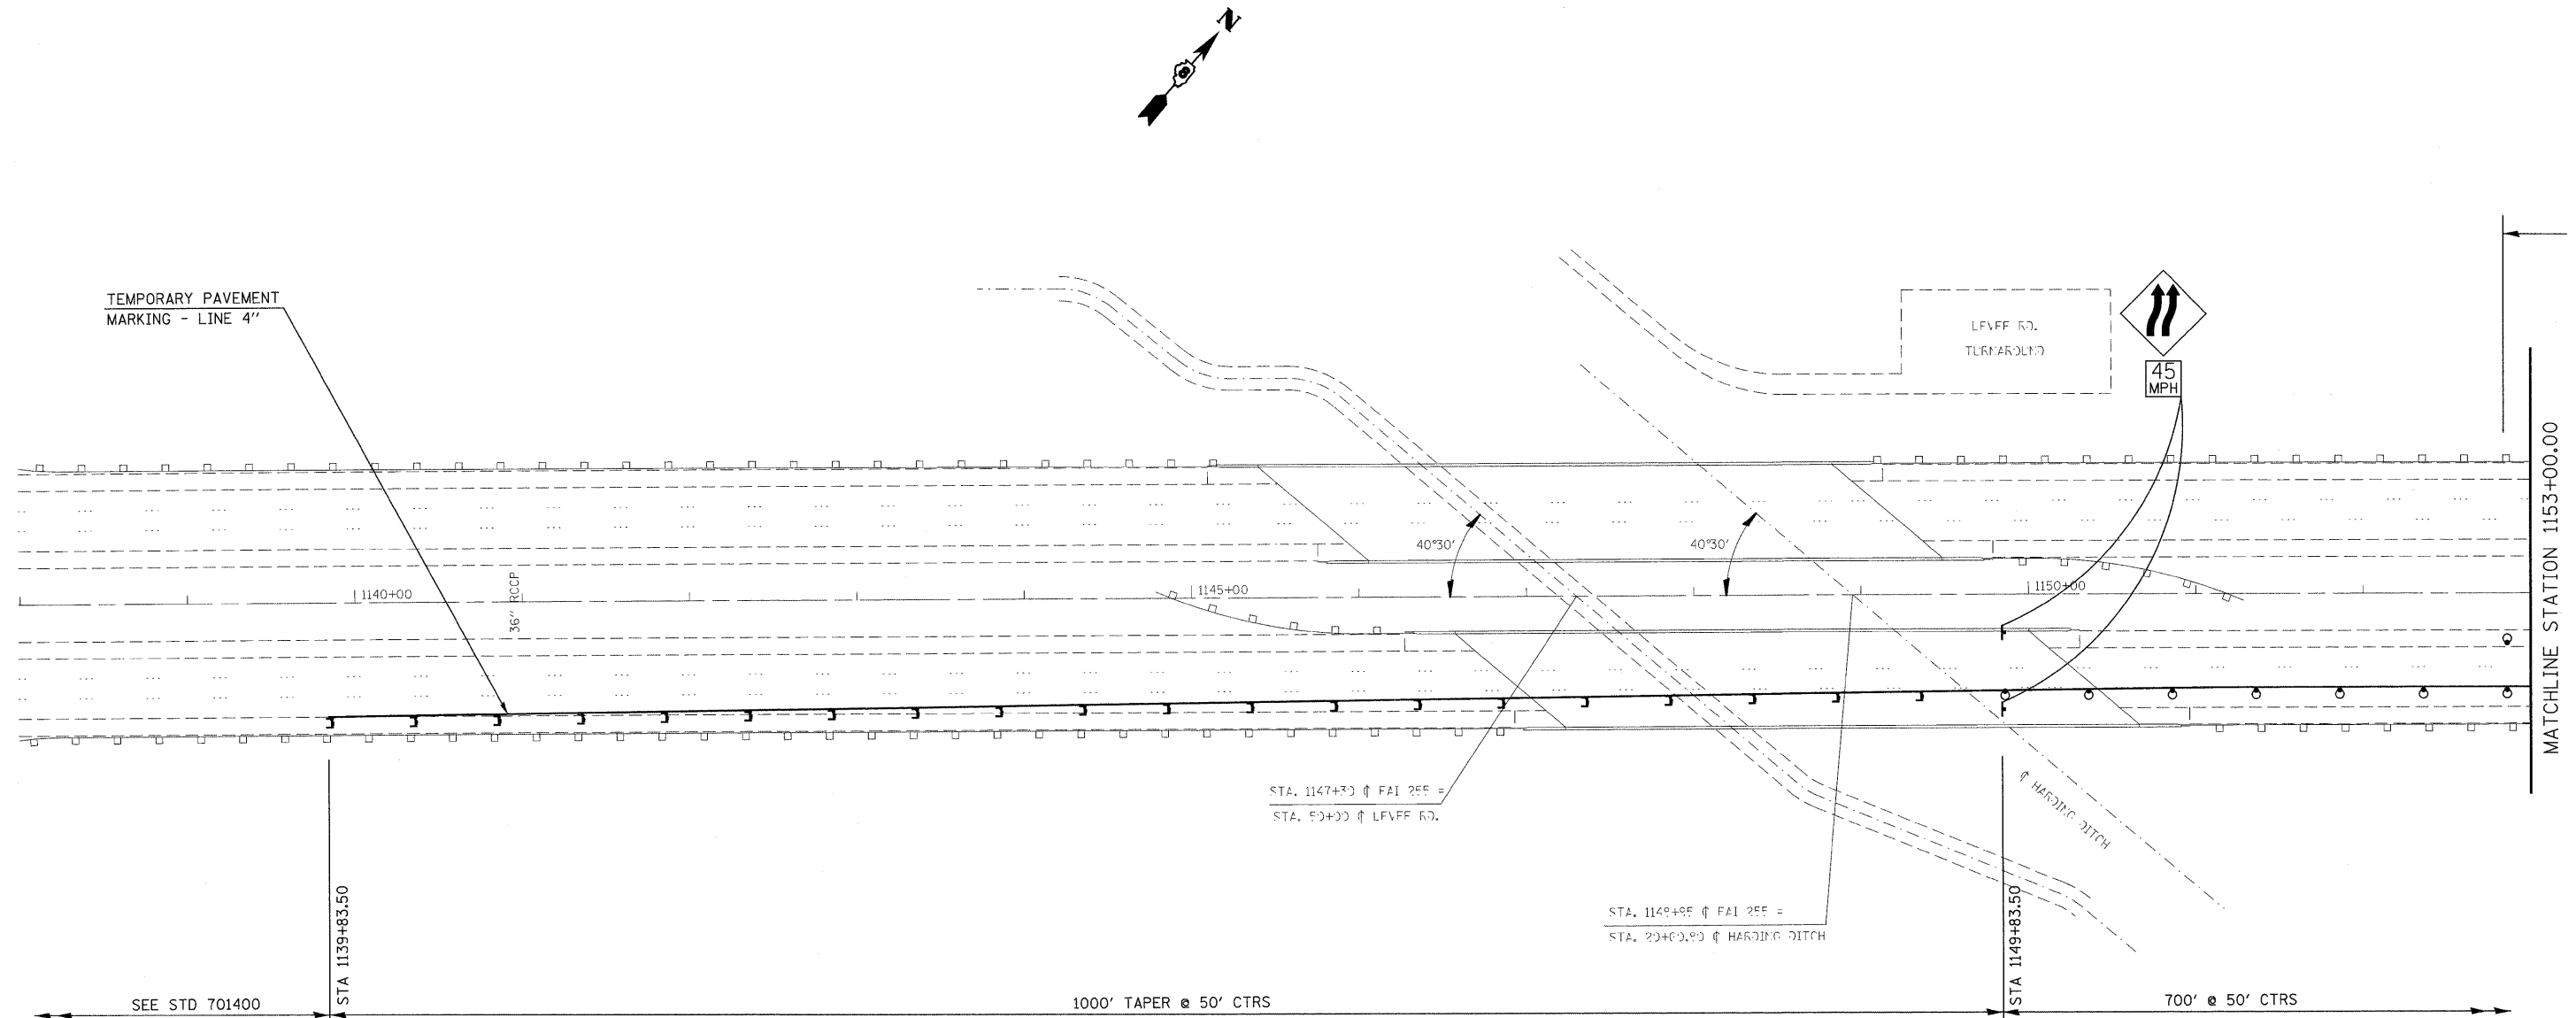 N
8
TEMPORARY PAVEMENT
MARKING - LINE 4"
LEVEE RD.
TURNAROUND
45
MPH
MATCHLINE STATION 1153+00.00
40°30'
40°30'
1140+00
36" RCCP
1145+00
1150+00
STA. 1147+30 ℄ FAI 255 =
STA. 50+00 ℄ LEVEE RD.
℄ HARDING DITCH
STA. 1148+95 ℄ FAI 255 =
℄ HARDING DITCH
STA 1139+83.50
STA 1149+83.50
SEE STD 701400
1000' TAPER @ 50' CTRS
700' @ 50' CTRS